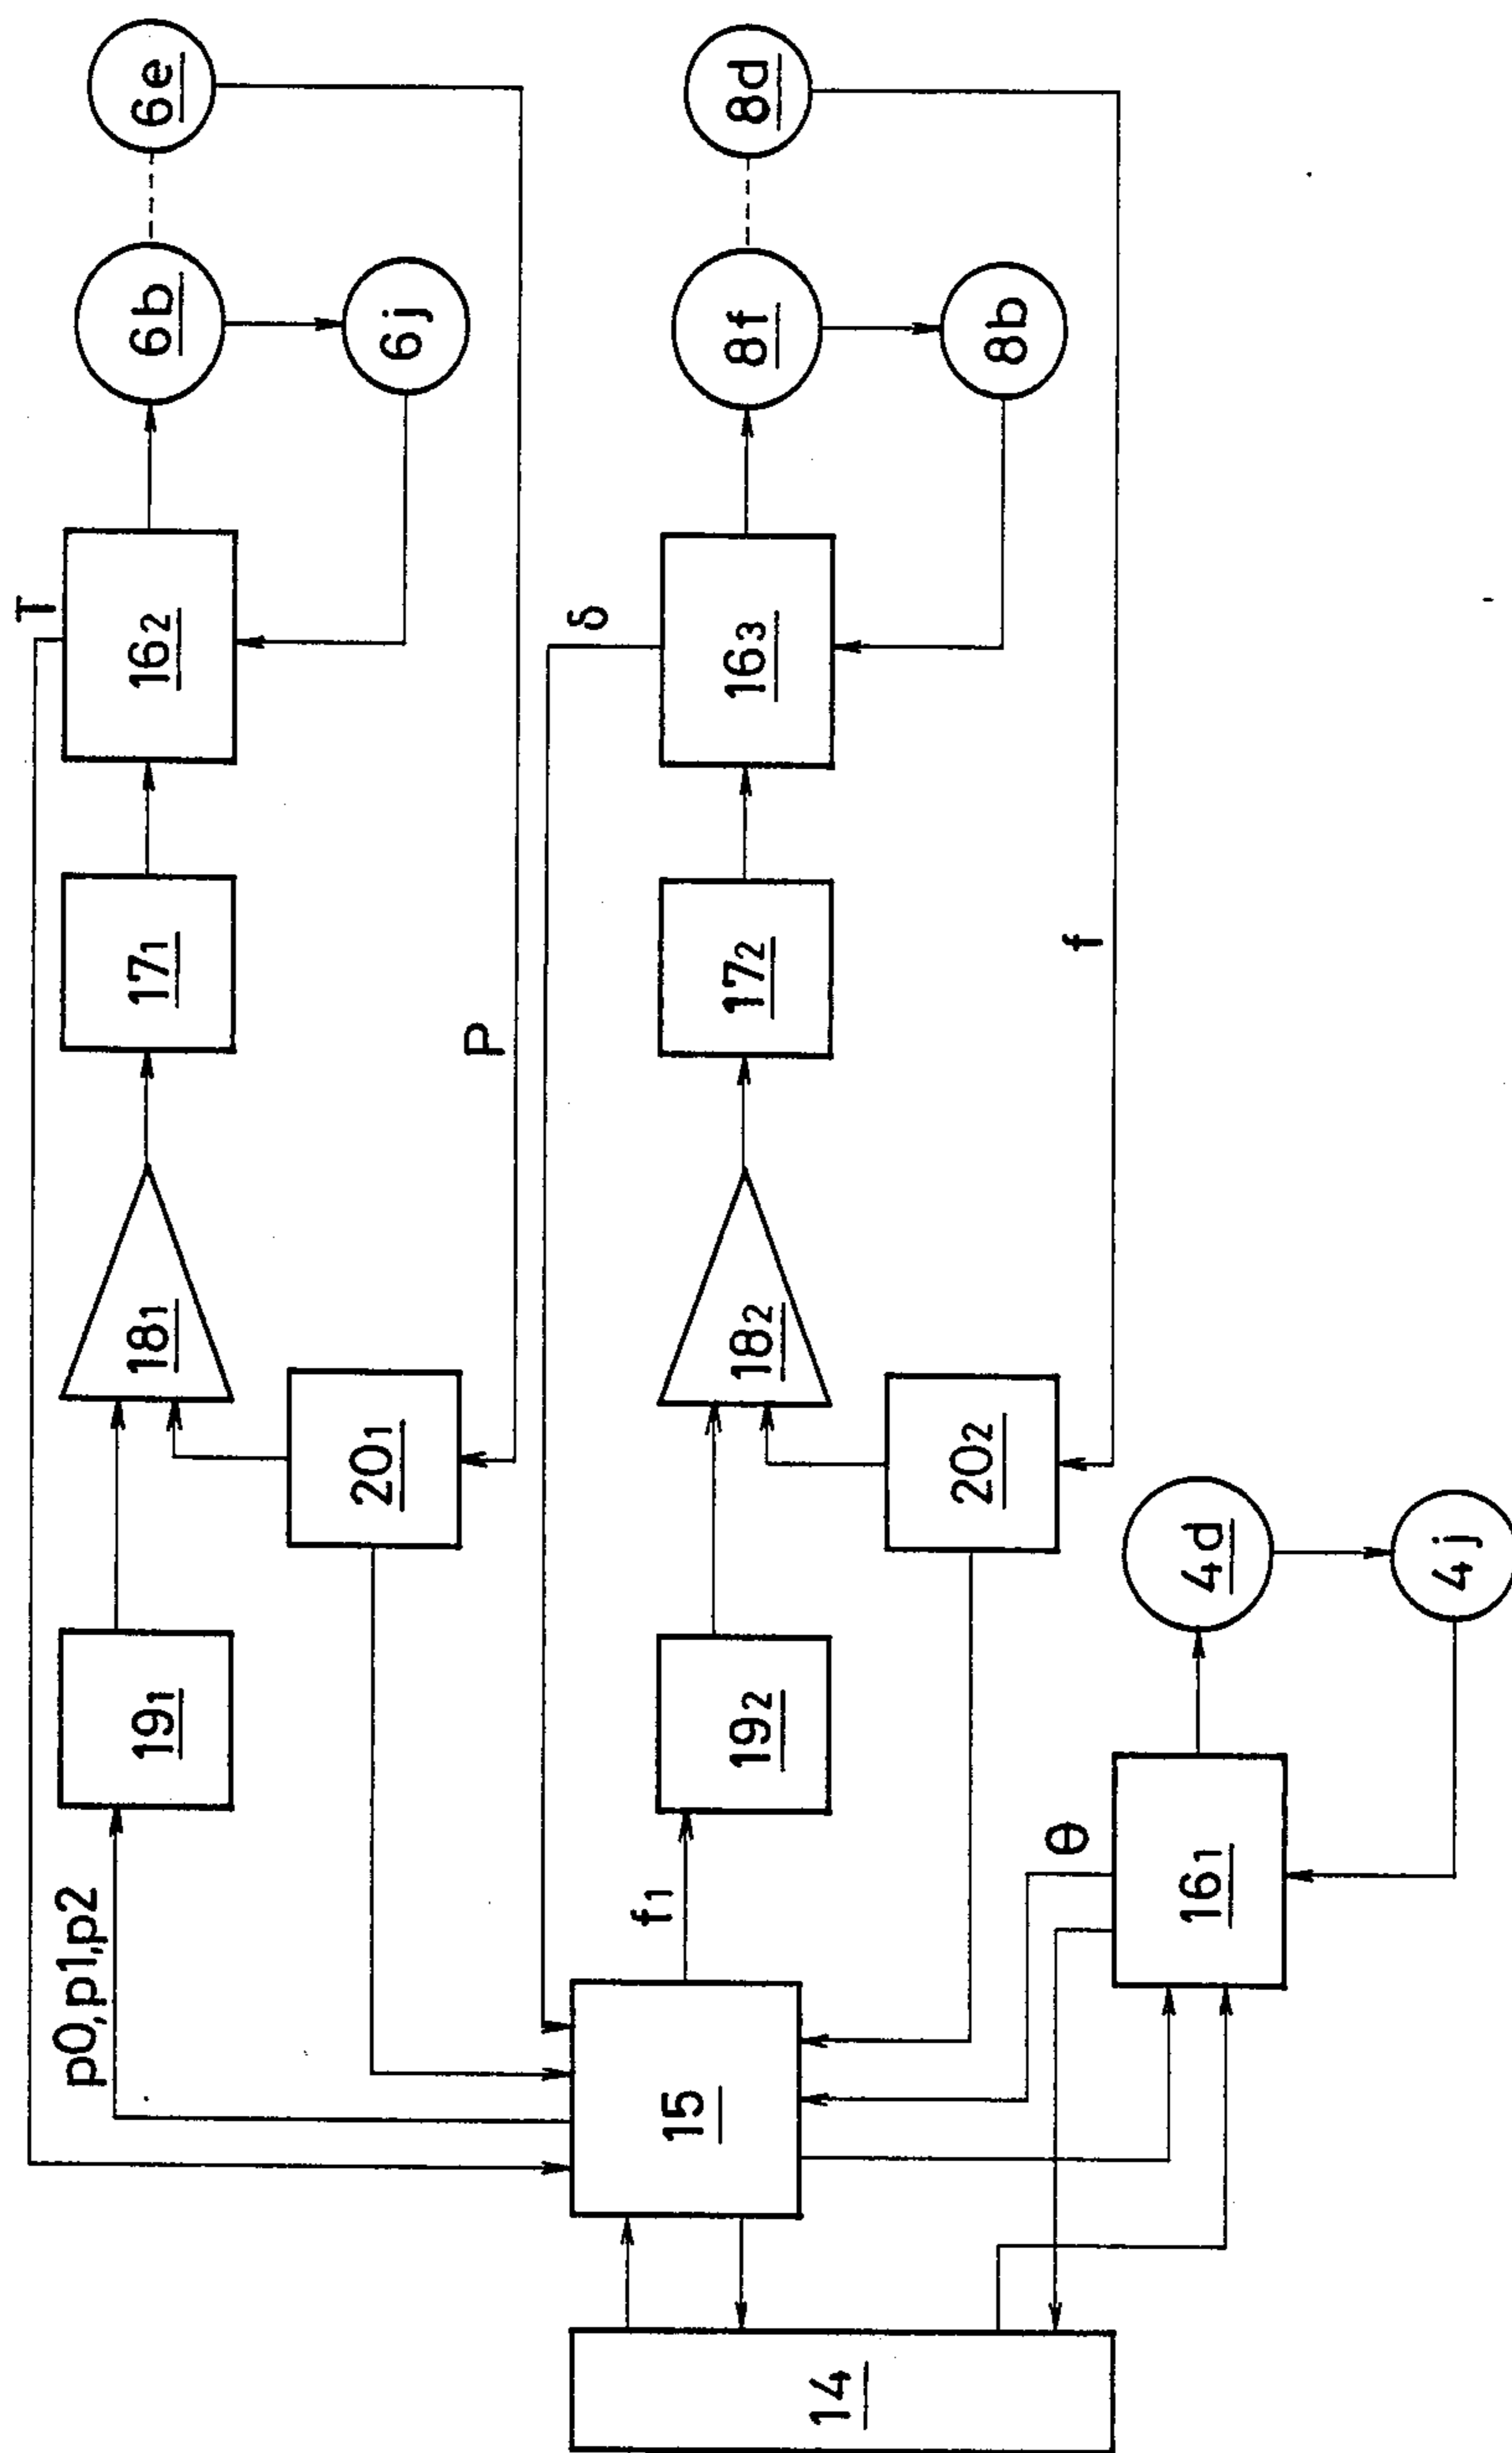 T
p0,p1,p2
19₁
18₁
17₁
16₂
6b
6e
20₁
6j
P
δ
f₁
14
15
19₂
18₂
17₂
16₃
8f
8d
20₂
8b
f
θ
16₁
4d
4j